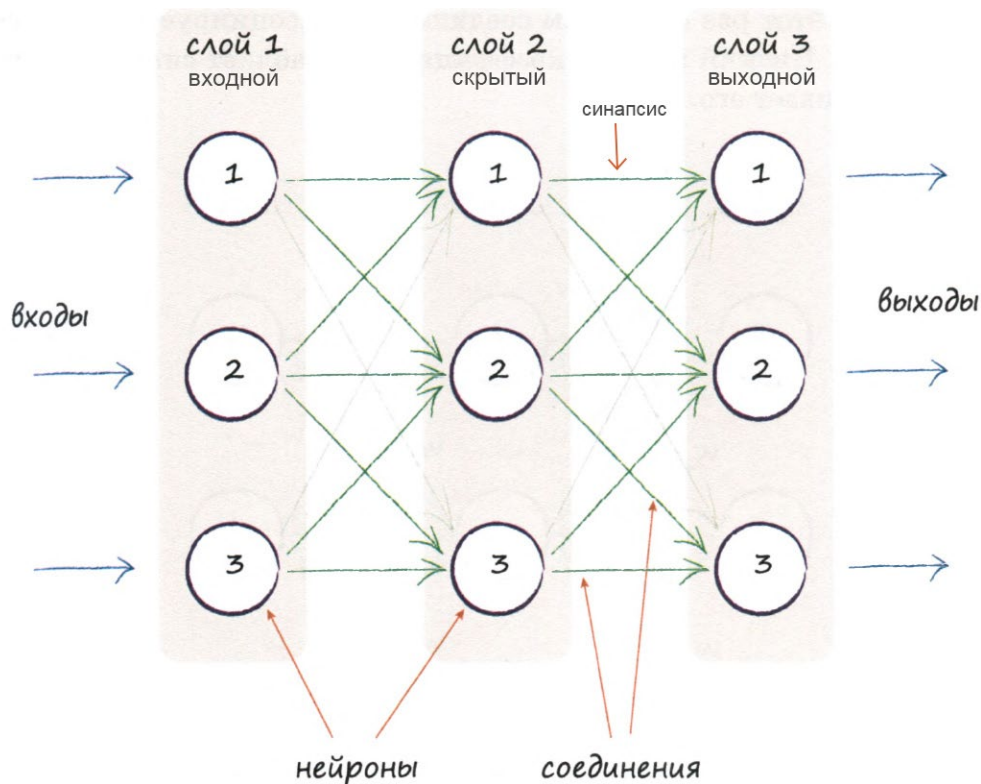 слой 1
входной
слой 2
скрытый
слой 3
выходной
синапсис
1
1
1
входы
выходы
2
2
2
3
3
3
нейроны
соединения